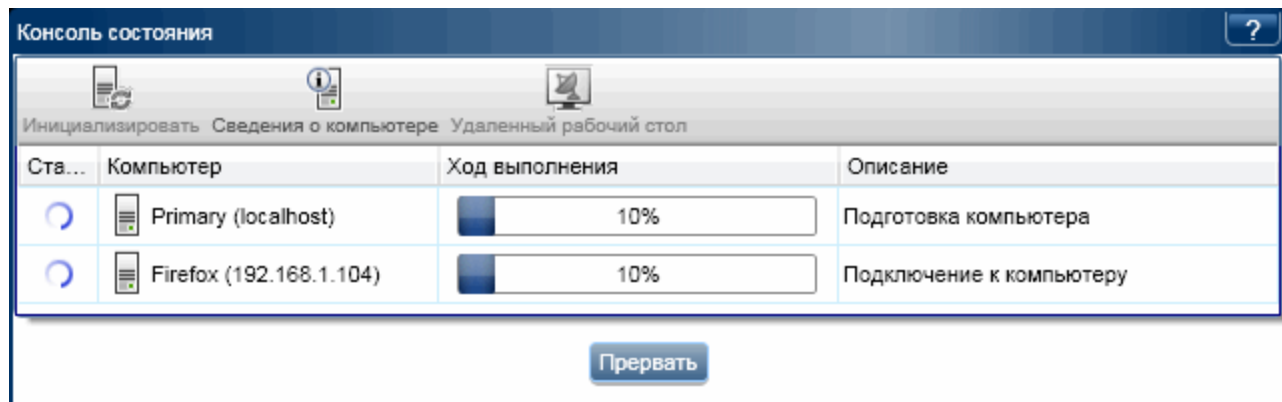 Консоль состояния ?
Инициализировать Сведения о компьютере Удаленный рабочий стол
Ста... Компьютер Ход выполнения Описание
Primary (localhost) 10% Подготовка компьютера
Firefox (192.168.1.104) 10% Подключение к компьютеру
Прервать